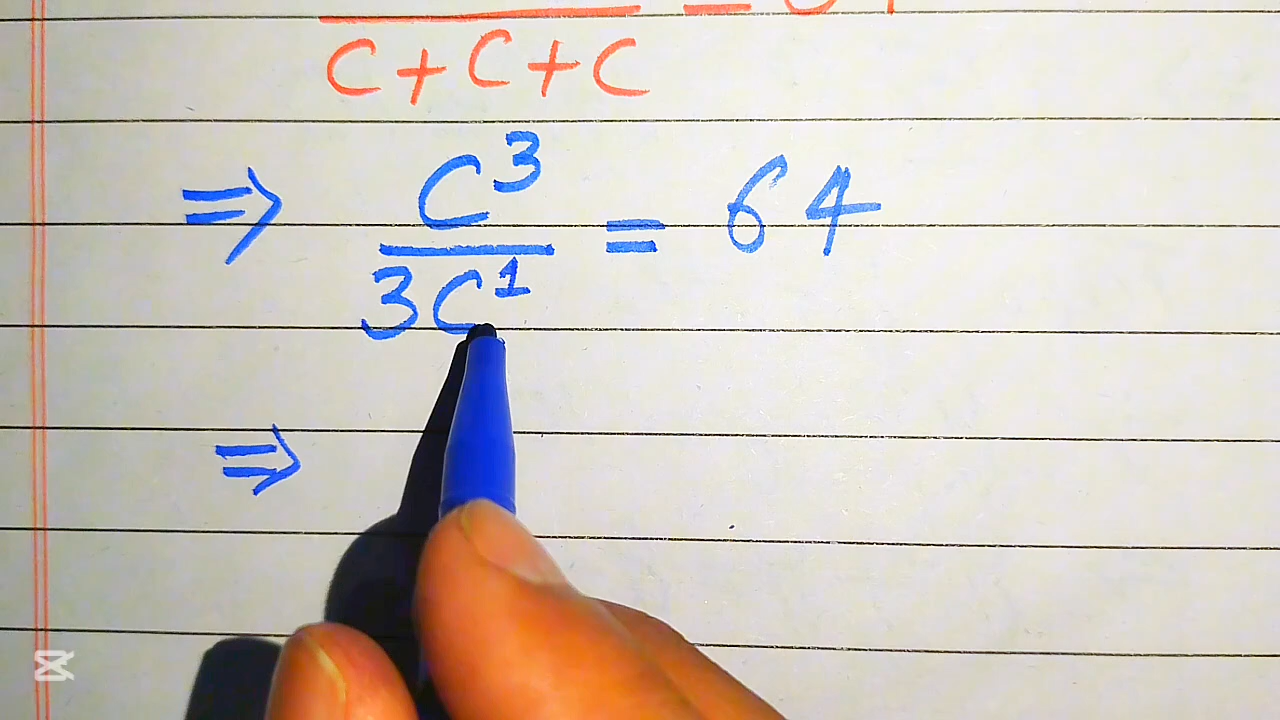 C + C + C
⇒ C³ / 3C¹ = 64
⇒